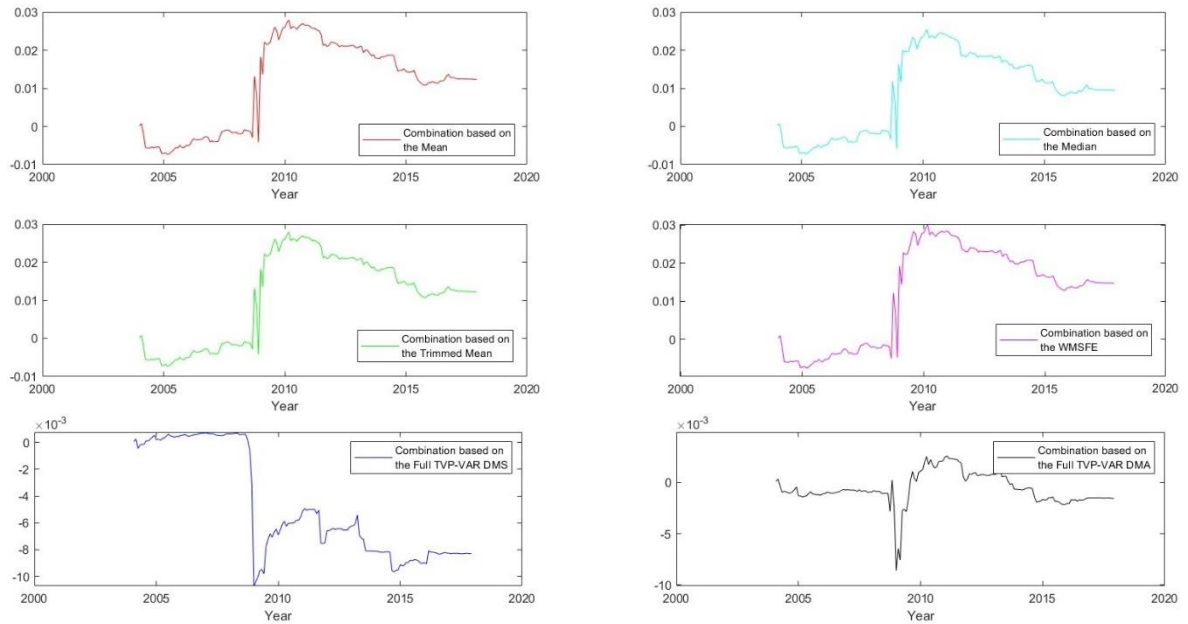 0.03
0.02
0.01
0
-0.01
2000 2005 2010 2015 2020
Year
Combination based on
the Mean
0.03
0.02
0.01
0
-0.01
2000 2005 2010 2015 2020
Year
Combination based on
the Median
0.03
0.02
0.01
0
-0.01
2000 2005 2010 2015 2020
Year
Combination based on
the Trimmed Mean
0.03
0.02
0.01
0
2000 2005 2010 2015 2020
Year
Combination based on
the WMSFE
×10⁻³
0
-2
-4
-6
-8
-10
2000 2005 2010 2015 2020
Year
Combination based on
the Full TVP-VAR DMS
×10⁻³
0
-5
-10
2000 2005 2010 2015 2020
Year
Combination based on
the Full TVP-VAR DMA